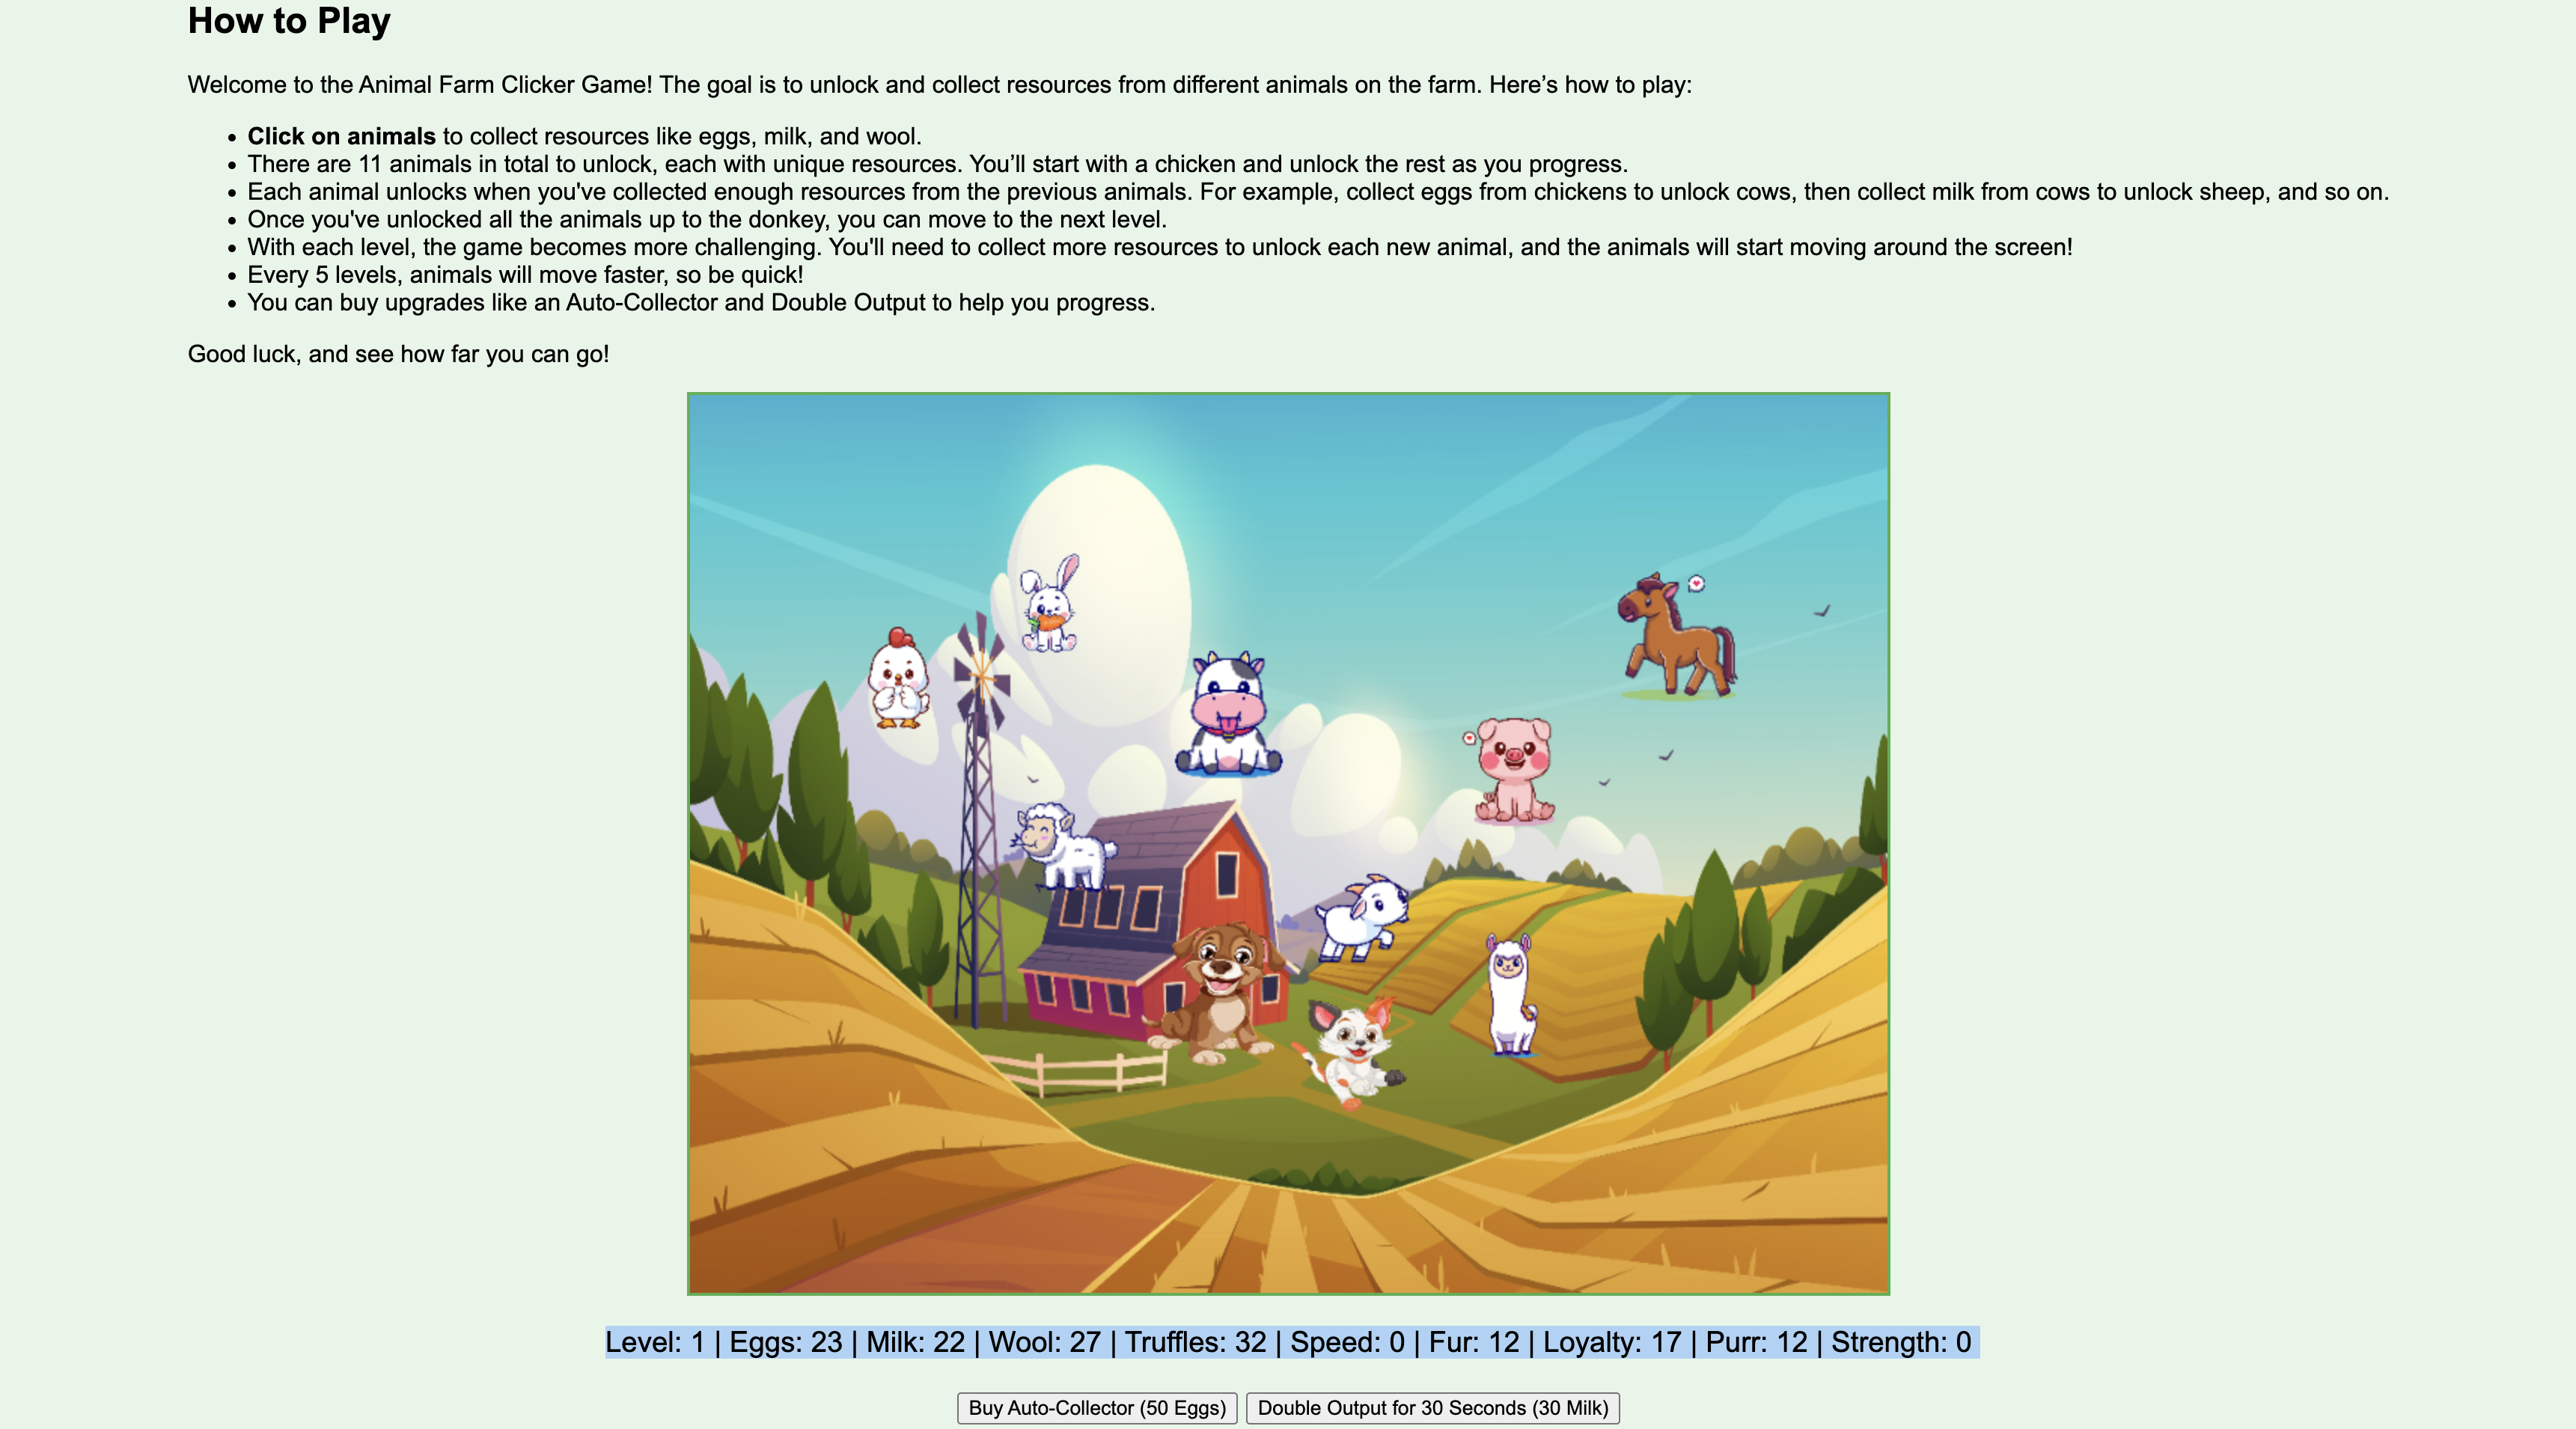 How to Play
Welcome to the Animal Farm Clicker Game! The goal is to unlock and collect resources from different animals on the farm. Here’s how to play:
• Click on animals to collect resources like eggs, milk, and wool.
• There are 11 animals in total to unlock, each with unique resources. You’ll start with a chicken and unlock the rest as you progress.
• Each animal unlocks when you've collected enough resources from the previous animals. For example, collect eggs from chickens to unlock cows, then collect milk from cows to unlock sheep, and so on.
• Once you've unlocked all the animals up to the donkey, you can move to the next level.
• With each level, the game becomes more challenging. You'll need to collect more resources to unlock each new animal, and the animals will start moving around the screen!
• Every 5 levels, animals will move faster, so be quick!
• You can buy upgrades like an Auto-Collector and Double Output to help you progress.
Good luck, and see how far you can go!
Level: 1 | Eggs: 23 | Milk: 22 | Wool: 27 | Truffles: 32 | Speed: 0 | Fur: 12 | Loyalty: 17 | Purr: 12 | Strength: 0
Buy Auto-Collector (50 Eggs) Double Output for 30 Seconds (30 Milk)